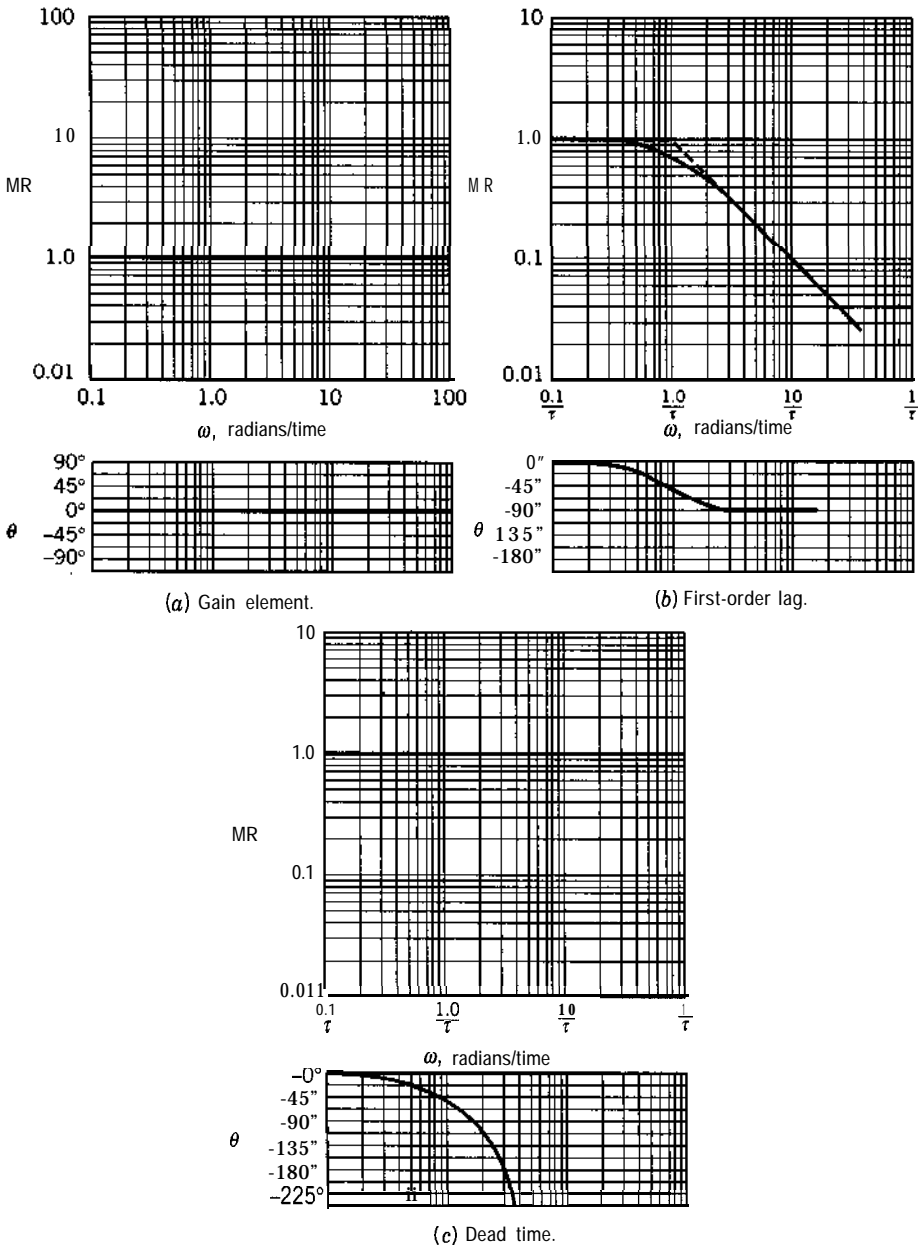 100
10
MR
1.0
0.01
0.1 1.0 10 100
ω, radians/time
90°
45°
0°
θ −45°
−90°
(a) Gain element.
10
1.0
M R
0.1
0.01
0.1/τ 1.0/τ 10/τ 1/τ
ω, radians/time
0"
-45"
-90"
θ 135"
-180"
(b) First-order lag.
10
1.0
MR
0.1
0.011
0.1/τ 1.0/τ 10/τ 1/τ
ω, radians/time
−0°
-45"
-90"
θ -135"
-180"
−225° ii
(c) Dead time.